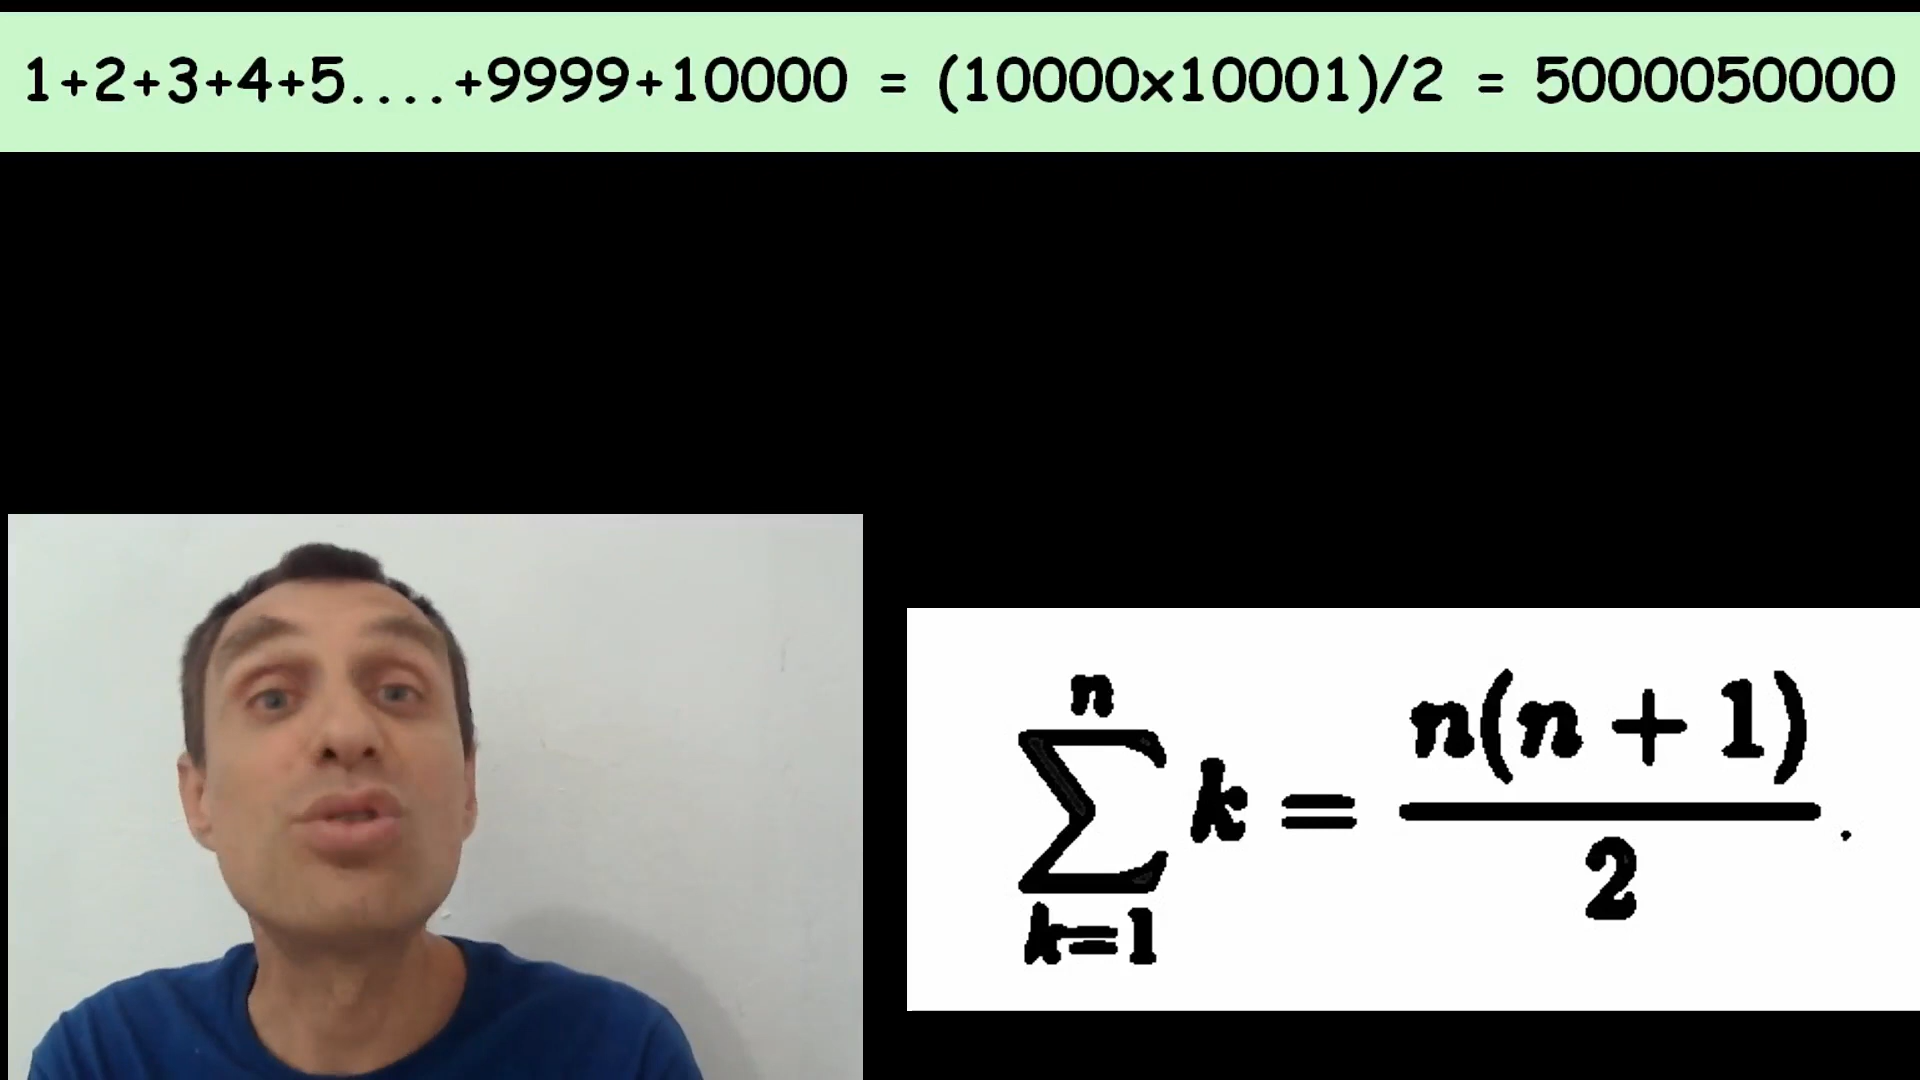 1+2+3+4+5....+9999+10000 = (10000x10001)/2 = 5000050000
n
∑ k = n(n + 1)
2 .
k=1